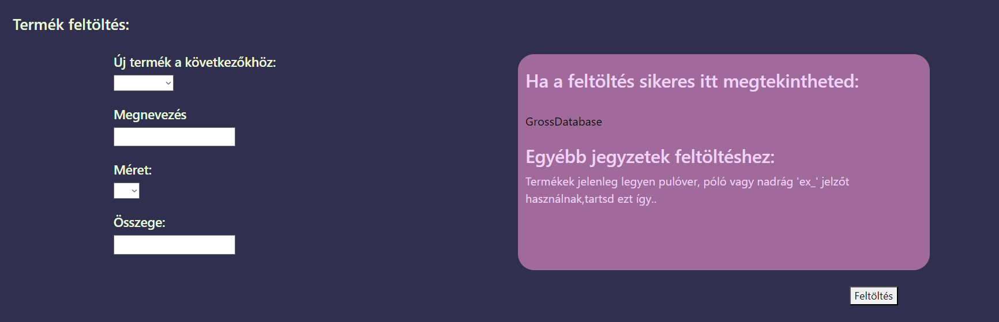 Termék feltöltés:
Új termék a következőkhöz:
Megnevezés
Méret:
Összege:
Ha a feltöltés sikeres itt megtekintheted:
GrossDatabase
Egyébb jegyzetek feltöltéshez:
Termékek jelenleg legyen pulóver, póló vagy nadrág 'ex_' jelzőt
használnak,tartsd ezt így..
Feltöltés